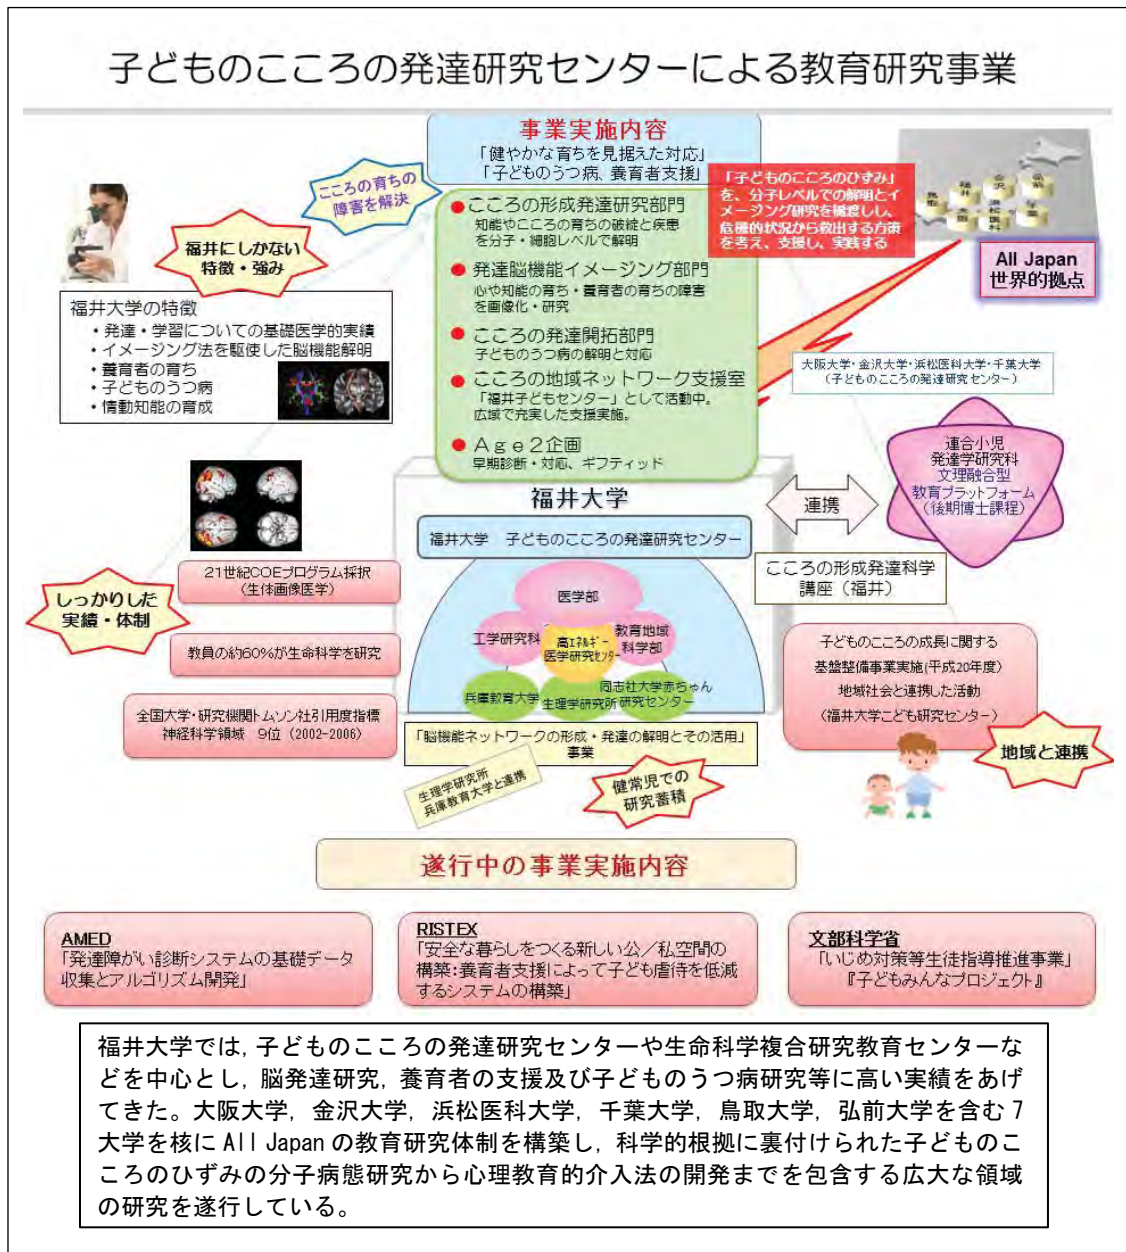 子どものこころの発達研究センターによる教育研究事業
事業実施内容
「健やかな育ちを見据えた対応」
「子どものうつ病、養育者支援」
こころの育ちの
障害を解決
福井にしかない
特徴・強み
● こころの形成発達研究部門
知能やこころの育ちの破綻と疾患
を分子・細胞レベルで解明
● 発達脳機能イメージング部門
心や知能の育ち・養育者の育ちの障害
を画像化・研究
● こころの発達開拓部門
子どものうつ病の解明と対応
● こころの地域ネットワーク支援室
「福井子どもセンター」として活動中。
広域で充実した支援実施。
● Age2企画
早期診断・対応、ギフティッド
「子どものこころのひずみ」
を、分子レベルでの解明とイ
メージング研究を橋渡しし、
危機的状況から救出する方策
を考え、支援し、実践する
金沢
弘前
福井
鳥取
浜松医科
千葉
大阪
All Japan
世界的拠点
福井大学の特徴
・発達・学習についての基礎医学的実績
・イメージング法を駆使した脳機能解明
・養育者の育ち
・子どものうつ病
・情動知能の育成
大阪大学・金沢大学・浜松医科大学・千葉大学
(子どものこころの発達研究センター)
連合小児
発達学研究科
文理融合型
教育プラットフォーム
(後期博士課程)
連携
こころの形成発達科学
講座(福井)
福井大学
福井大学 子どものこころの発達研究センター
医学部
工学研究科
高エネルギー
医学研究センター
教育地域
科学部
兵庫教育大学
生理学研究所
同志社大学赤ちゃん
研究センター
「脳機能ネットワークの形成・発達の解明とその活用」
事業
生理学研究所
兵庫教育大学と連携
健常児での
研究蓄積
しっかりした
実績・体制
21世紀COEプログラム採択
(生体画像医学)
教員の約60%が生命科学を研究
全国大学・研究機関トムソン社引用度指標
神経科学領域 9位(2002-2006)
子どものこころの成長に関する
基盤整備事業実施(平成20年度)
地域社会と連携した活動
(福井大学こども研究センター)
地域と連携
遂行中の事業実施内容
AMED
「発達障がい診断システムの基礎データ
収集とアルゴリズム開発」
RISTEX
「安全な暮らしをつくる新しい公/私空間の
構築:養育者支援によって子ども虐待を低減
するシステムの構築」
文部科学省
「いじめ対策等生徒指導推進事業」
『子どもみんなプロジェクト』
福井大学では,子どものこころの発達研究センターや生命科学複合研究教育センターな
どを中心とし,脳発達研究,養育者の支援及び子どものうつ病研究等に高い実績をあげ
てきた。大阪大学,金沢大学,浜松医科大学,千葉大学,鳥取大学,弘前大学を含む7
大学を核に All Japan の教育研究体制を構築し,科学的根拠に裏付けられた子どものこ
ころのひずみの分子病態研究から心理教育的介入法の開発までを包含する広大な領域
の研究を遂行している。